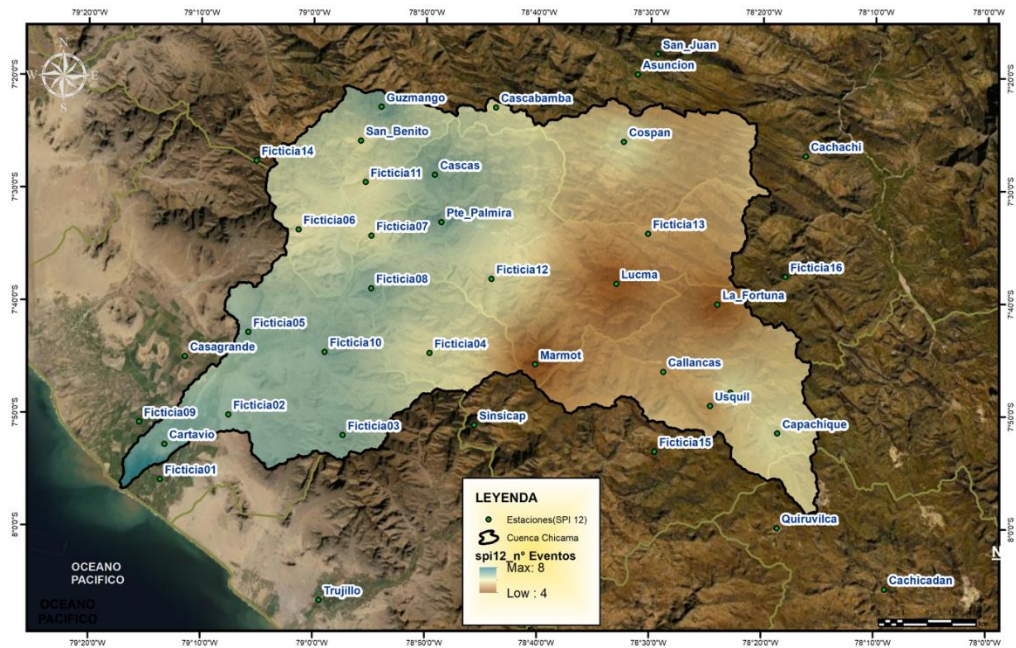 79°20'0"W 79°10'0"W 79°0'0"W 78°50'0"W 78°40'0"W 78°30'0"W 78°20'0"W 78°10'0"W 78°0'0"W
N
W E
S
7°20'0"S 7°20'0"S
San_Juan
Asuncion
Guzmango
Cascabamba
San_Benito
Cospan
Cachachi
Ficticia14
Cascas
Ficticia11
7°30'0"S 7°30'0"S
Ficticia06
Ficticia07
Pte_Palmira
Ficticia13
Ficticia12
Lucma
Ficticia16
Ficticia08
La_Fortuna
7°40'0"S 7°40'0"S
Ficticia05
Casagrande
Ficticia10
Ficticia04
Marmot
Callancas
Usquil
Ficticia09
Ficticia02
7°50'0"S 7°50'0"S
Cartavio
Ficticia03
Sinsicap
Capachique
Ficticia15
Ficticia01
Quiruvilca
8°0'0"S 8°0'0"S
LEYENDA
Estaciones(SPI 12)
Cuenca Chicama
spi12_n° Eventos
Max: 8
Low : 4
N
OCEANO
PACIFICO
Trujillo
Cachicadan
OCEANO
PACIFICO
79°20'0"W 79°10'0"W 79°0'0"W 78°50'0"W 78°40'0"W 78°30'0"W 78°20'0"W 78°10'0"W 78°0'0"W